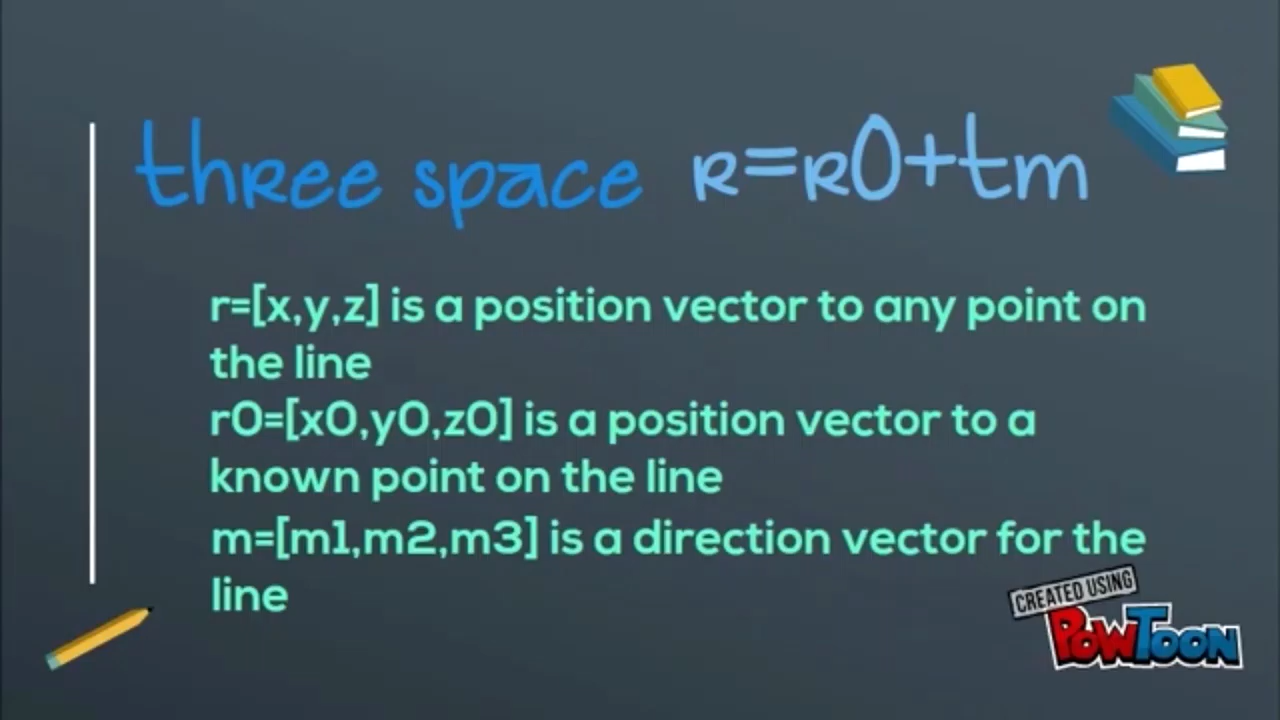 three space r=r0+tm
r=[x,y,z] is a position vector to any point on
the line
r0=[x0,y0,z0] is a position vector to a
known point on the line
m=[m1,m2,m3] is a direction vector for the
line
CREATED USING
POWTOON